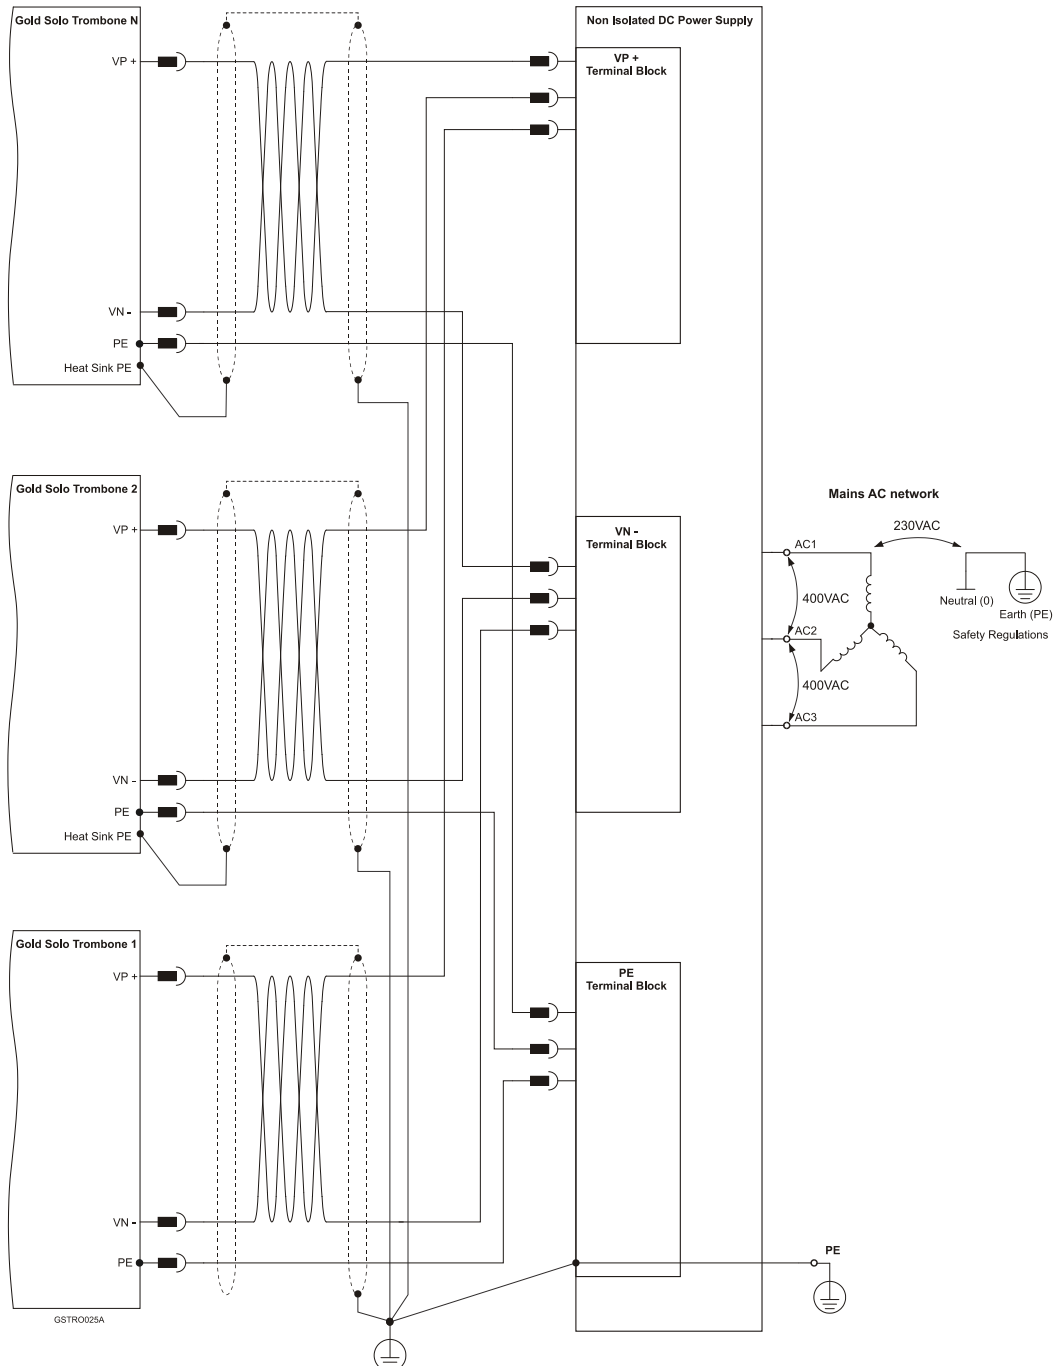 Gold Solo Trombone N
VP +
VN -
PE
Heat Sink PE
Gold Solo Trombone 2
VP +
VN -
PE
Heat Sink PE
Gold Solo Trombone 1
VP +
VN -
PE
GSTRO025A
Non Isolated DC Power Supply
VP +
Terminal Block
VN -
Terminal Block
PE
Terminal Block
Mains AC network
230VAC
AC1
400VAC
AC2
400VAC
AC3
Neutral (0)
Earth (PE)
Safety Regulations
PE